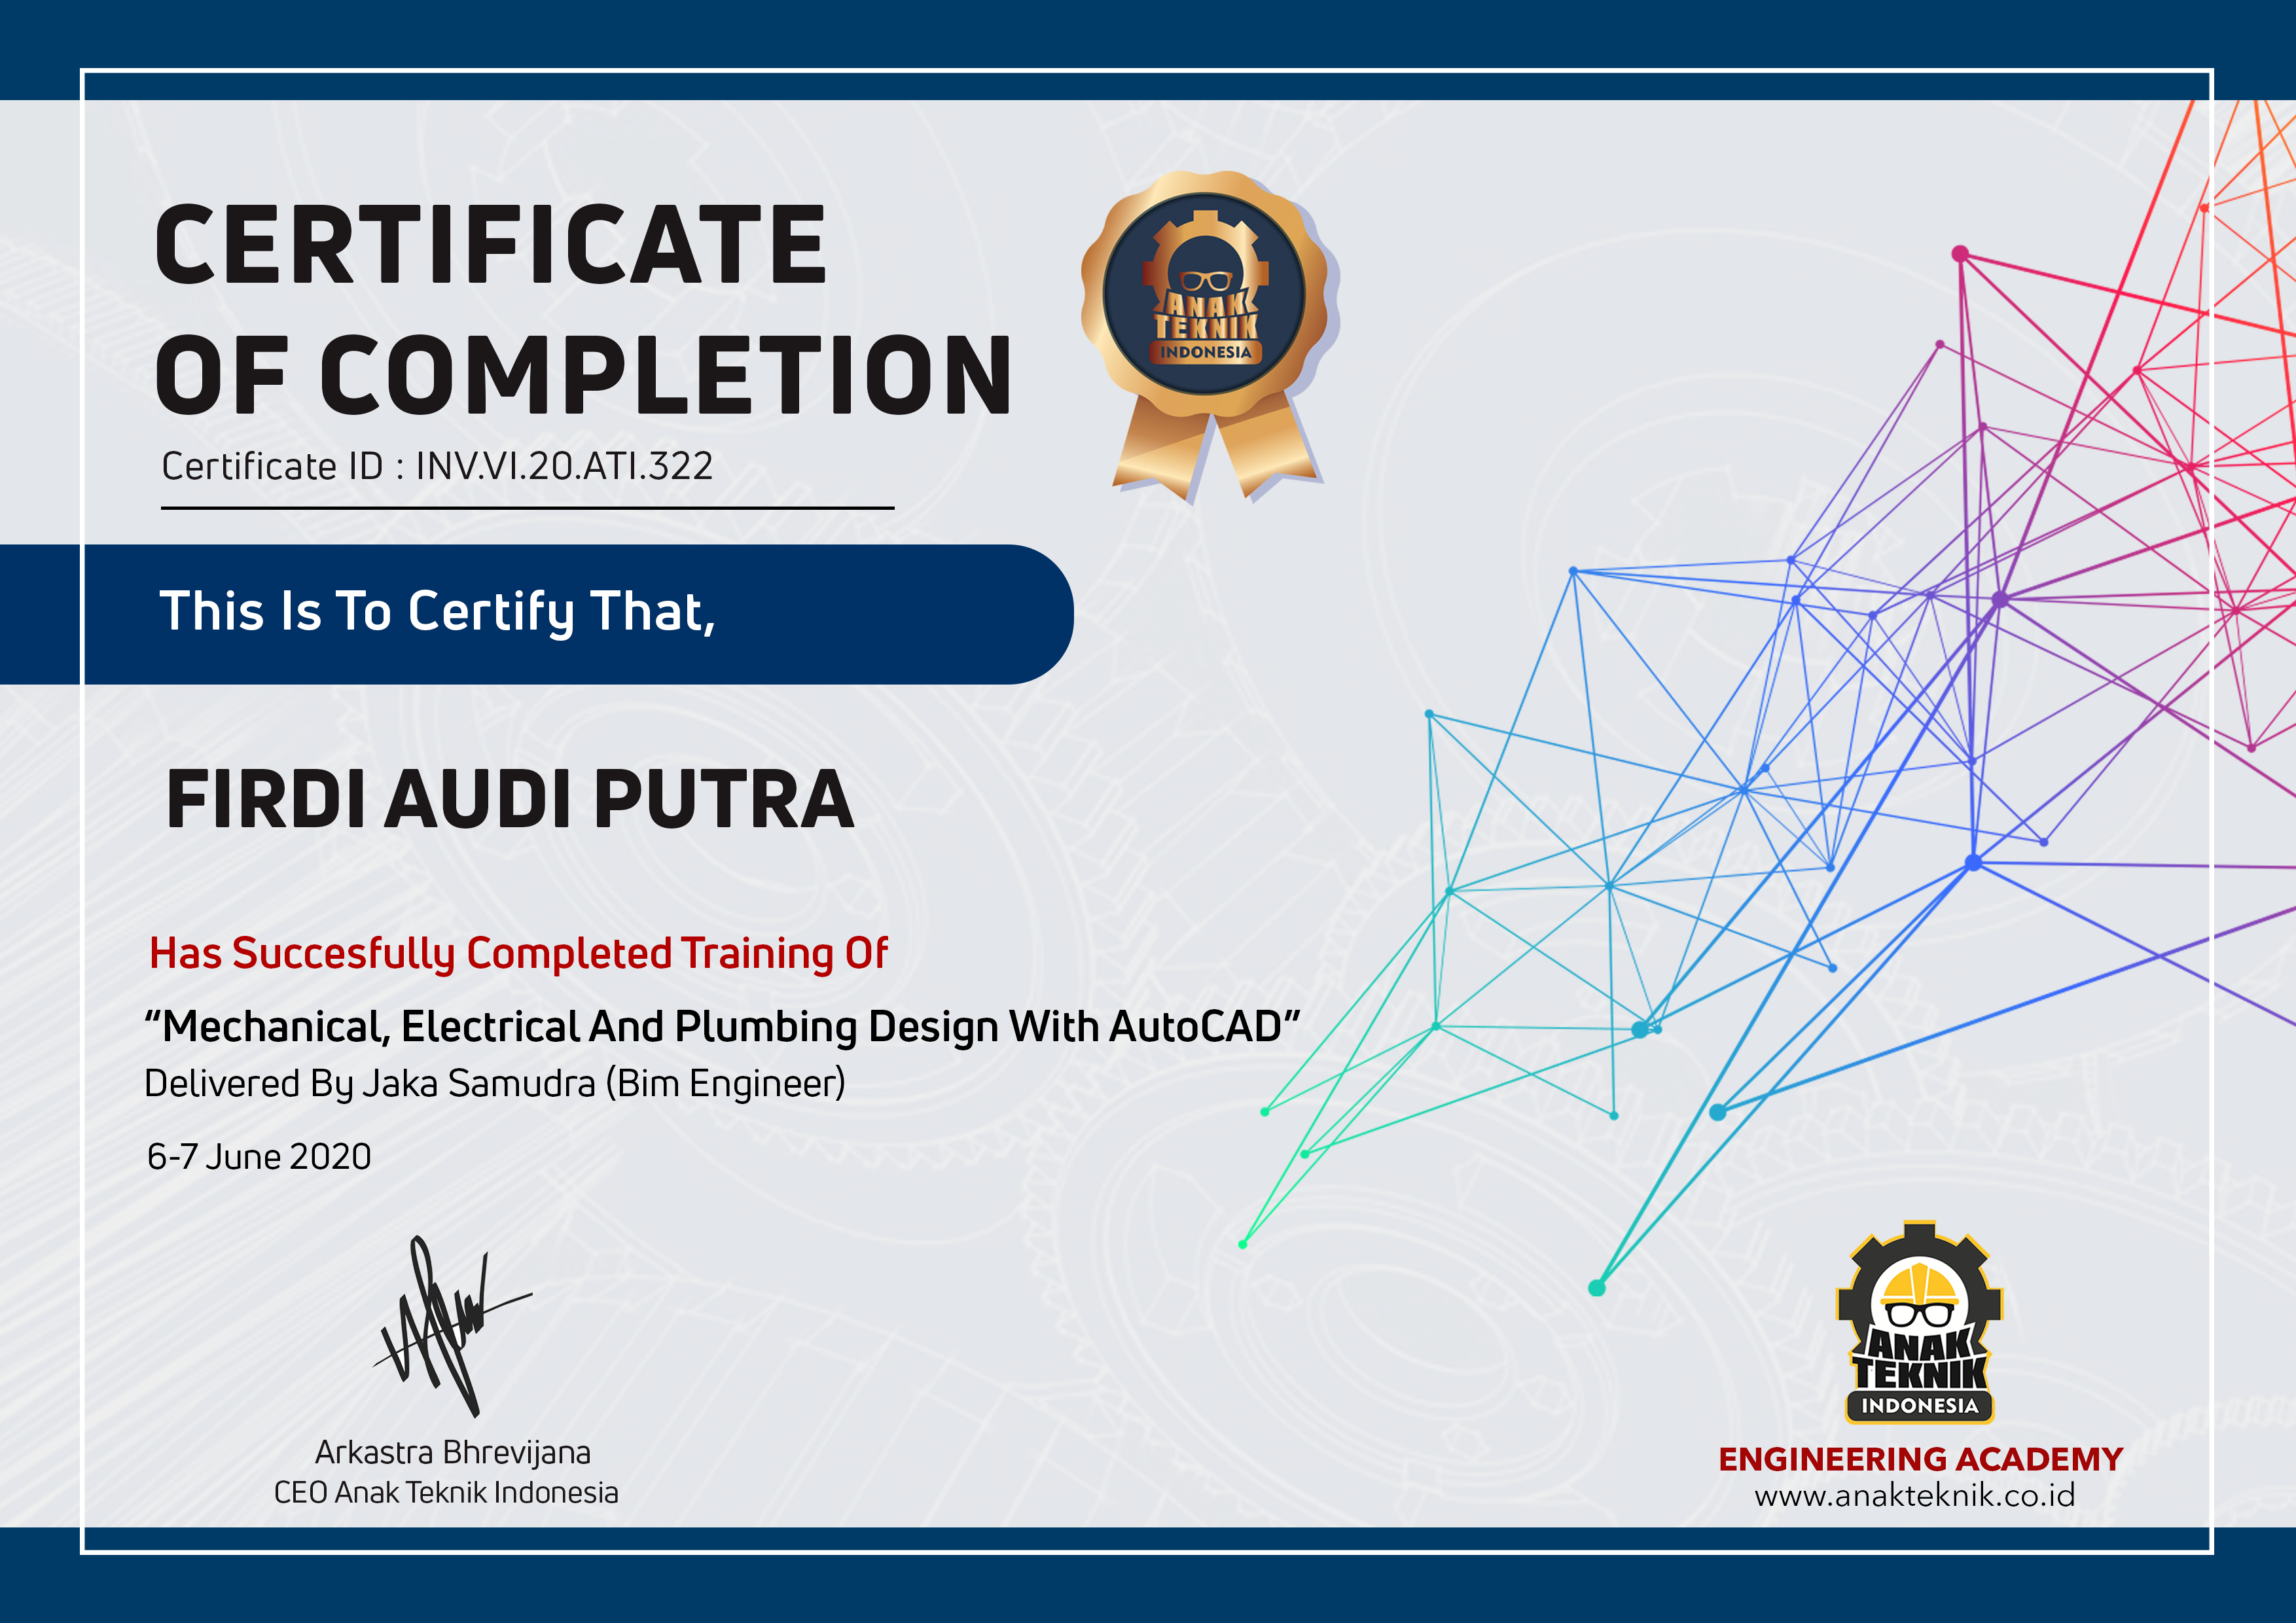 CERTIFICATE
OF COMPLETION
Certificate ID : INV.VI.20.ATI.322
ANAK
TEKNIK
INDONESIA
This Is To Certify That,
FIRDI AUDI PUTRA
Has Succesfully Completed Training Of
“Mechanical, Electrical And Plumbing Design With AutoCAD”
Delivered By Jaka Samudra (Bim Engineer)
6-7 June 2020
Arkastra Bhrevijana
CEO Anak Teknik Indonesia
ANAK
TEKNIK
INDONESIA
ENGINEERING ACADEMY
www.anakteknik.co.id